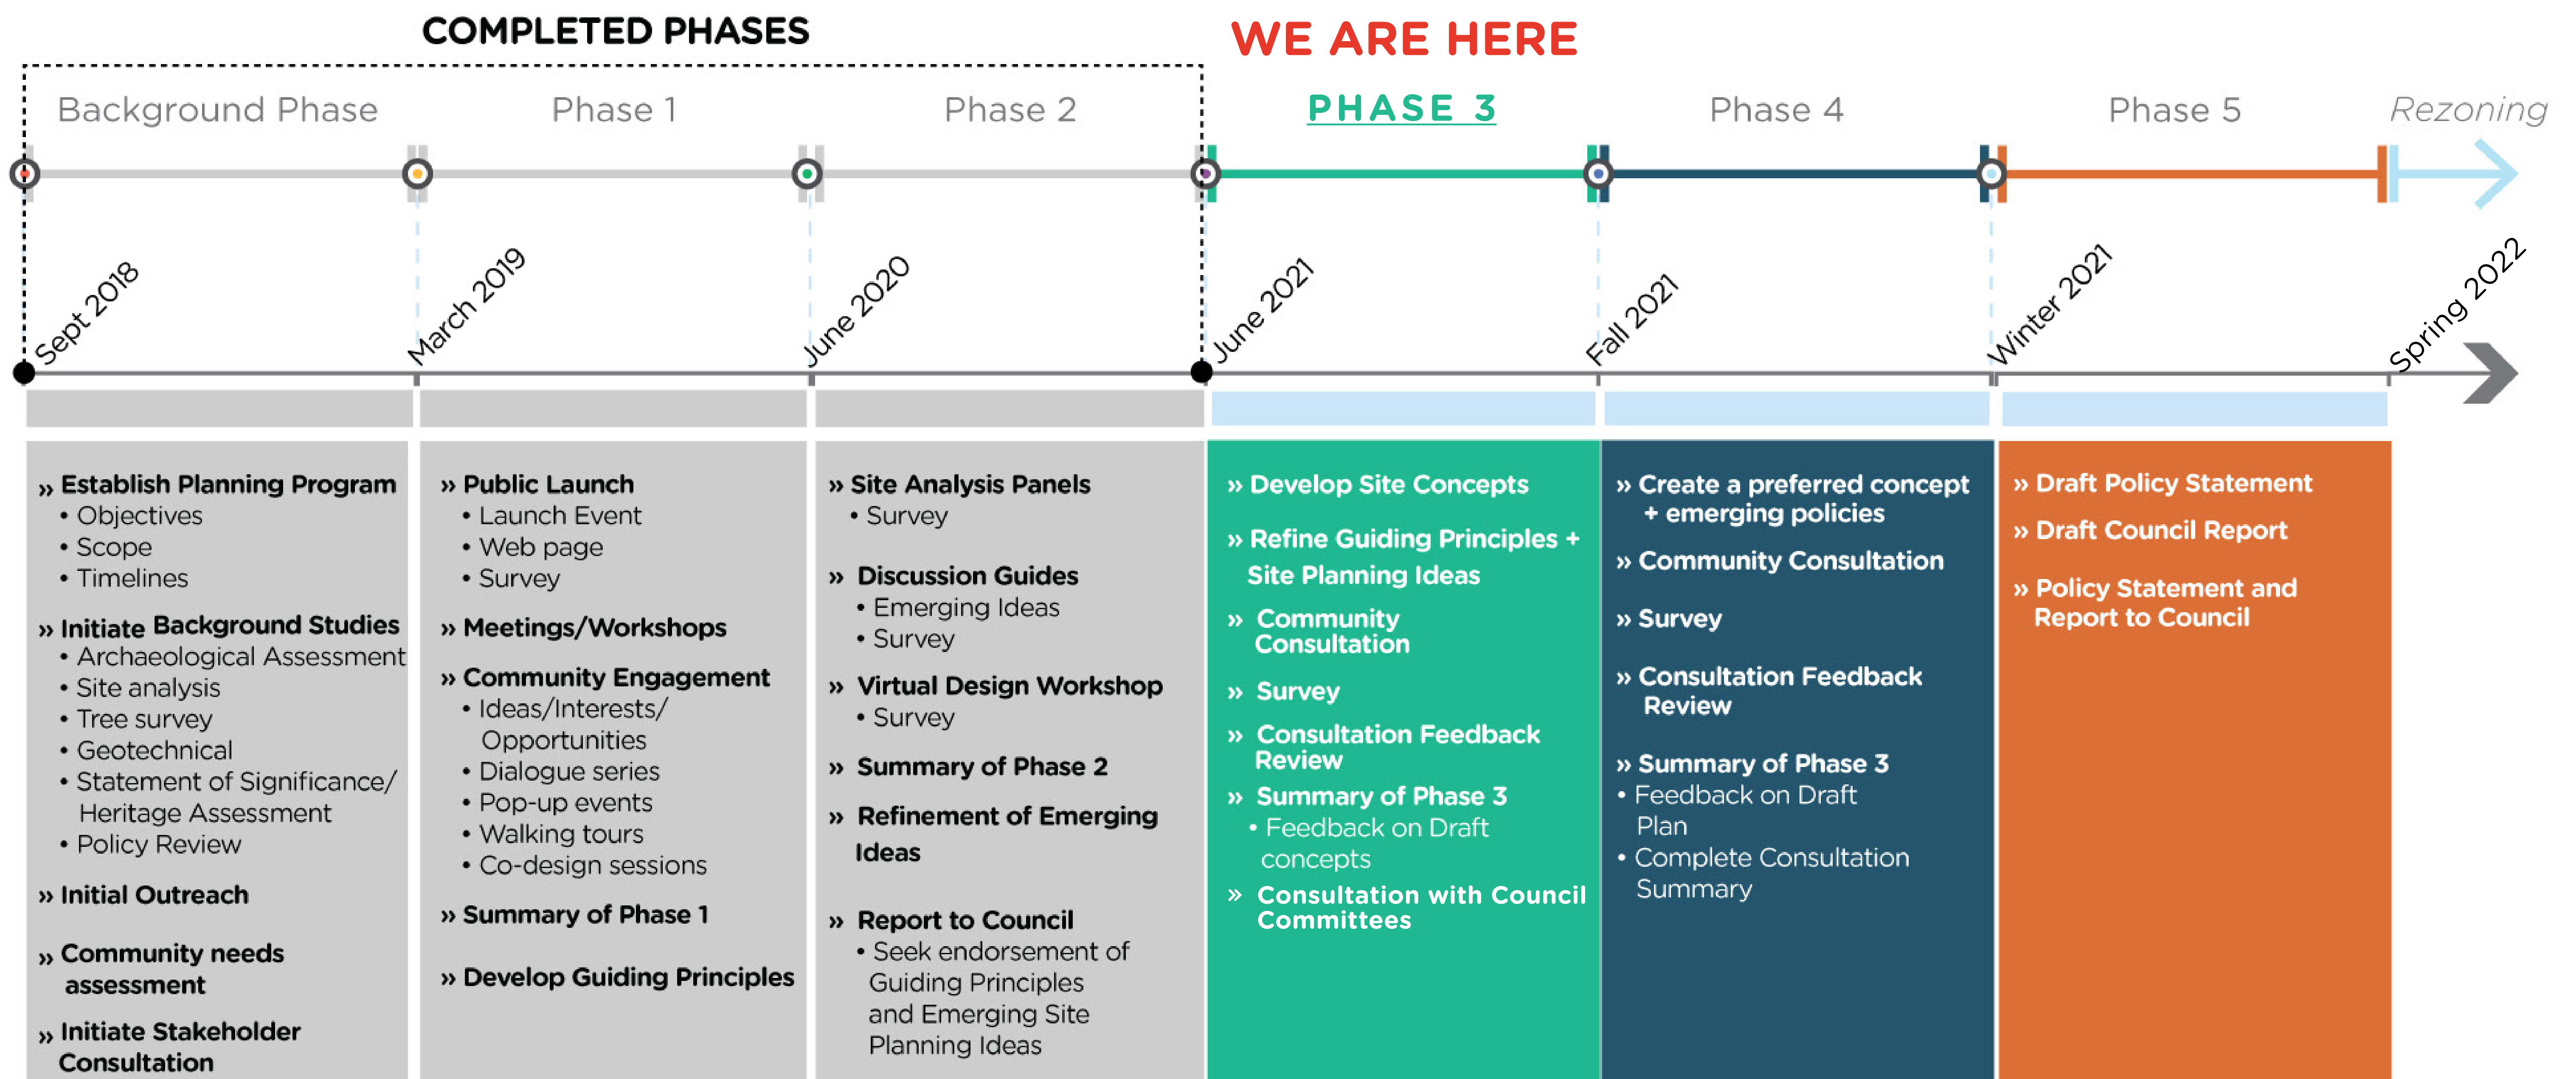 COMPLETED PHASES
WE ARE HERE
Background Phase
Phase 1
Phase 2
PHASE 3
Phase 4
Phase 5
Rezoning
Sept 2018
March 2019
June 2020
June 2021
Fall 2021
Winter 2021
Spring 2022
» Establish Planning Program
• Objectives
• Scope
• Timelines
» Initiate Background Studies
• Archaeological Assessment
• Site analysis
• Tree survey
• Geotechnical
• Statement of Significance/
Heritage Assessment
• Policy Review
» Initial Outreach
» Community needs
assessment
» Initiate Stakeholder
Consultation
» Public Launch
• Launch Event
• Web page
• Survey
» Meetings/Workshops
» Community Engagement
• Ideas/Interests/
Opportunities
• Dialogue series
• Pop-up events
• Walking tours
• Co-design sessions
» Summary of Phase 1
» Develop Guiding Principles
» Site Analysis Panels
• Survey
» Discussion Guides
• Emerging Ideas
• Survey
» Virtual Design Workshop
• Survey
» Summary of Phase 2
» Refinement of Emerging
Ideas
» Report to Council
• Seek endorsement of
Guiding Principles
and Emerging Site
Planning Ideas
» Develop Site Concepts
» Refine Guiding Principles +
Site Planning Ideas
» Community
Consultation
» Survey
» Consultation Feedback
Review
» Summary of Phase 3
• Feedback on Draft
concepts
» Consultation with Council
Committees
» Create a preferred concept
+ emerging policies
» Community Consultation
» Survey
» Consultation Feedback
Review
» Summary of Phase 3
• Feedback on Draft
Plan
• Complete Consultation
Summary
» Draft Policy Statement
» Draft Council Report
» Policy Statement and
Report to Council